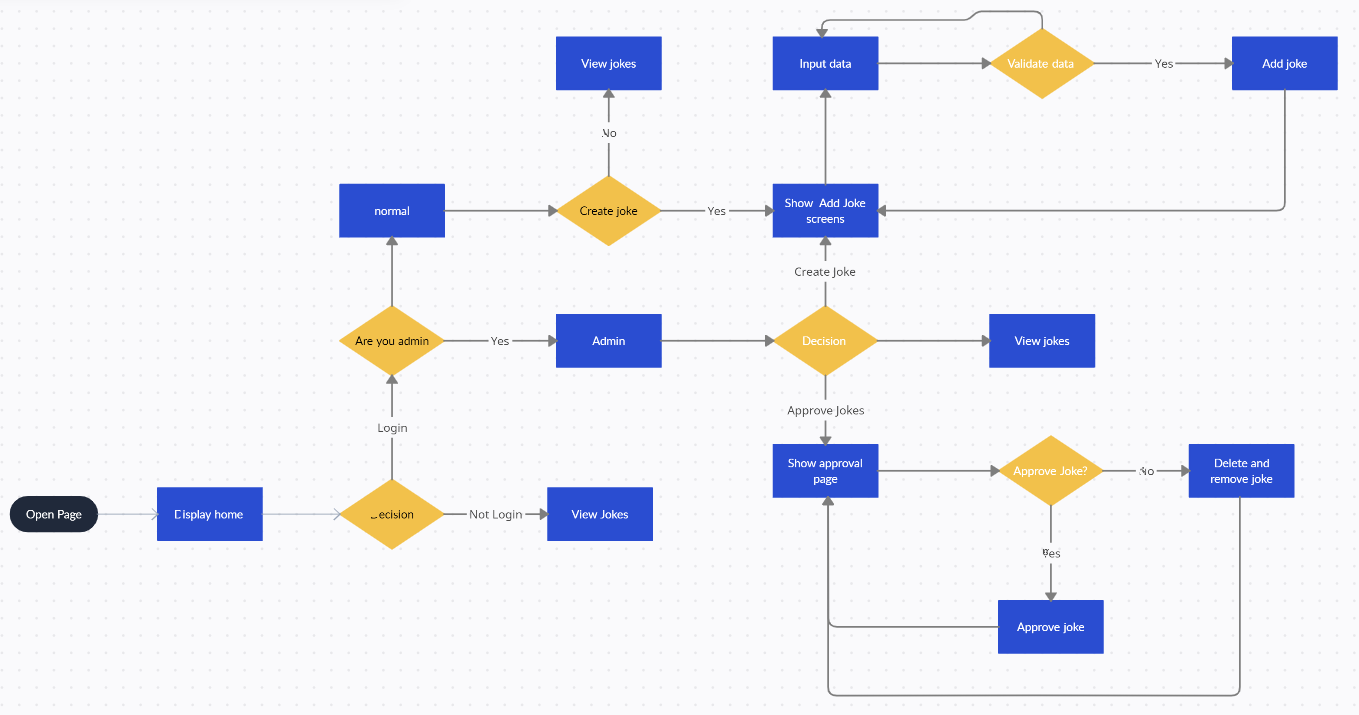 View jokes
Input data
Validate data
Yes
Add joke
No
normal
Create joke
Yes
Show Add Joke
screens
Create Joke
Are you admin
Yes
Admin
Decision
View jokes
Login
Approve Jokes
Show approval
page
Approve Joke?
No
Delete and
remove joke
Open Page
Display home
Decision
Not Login
View Jokes
Yes
Approve joke